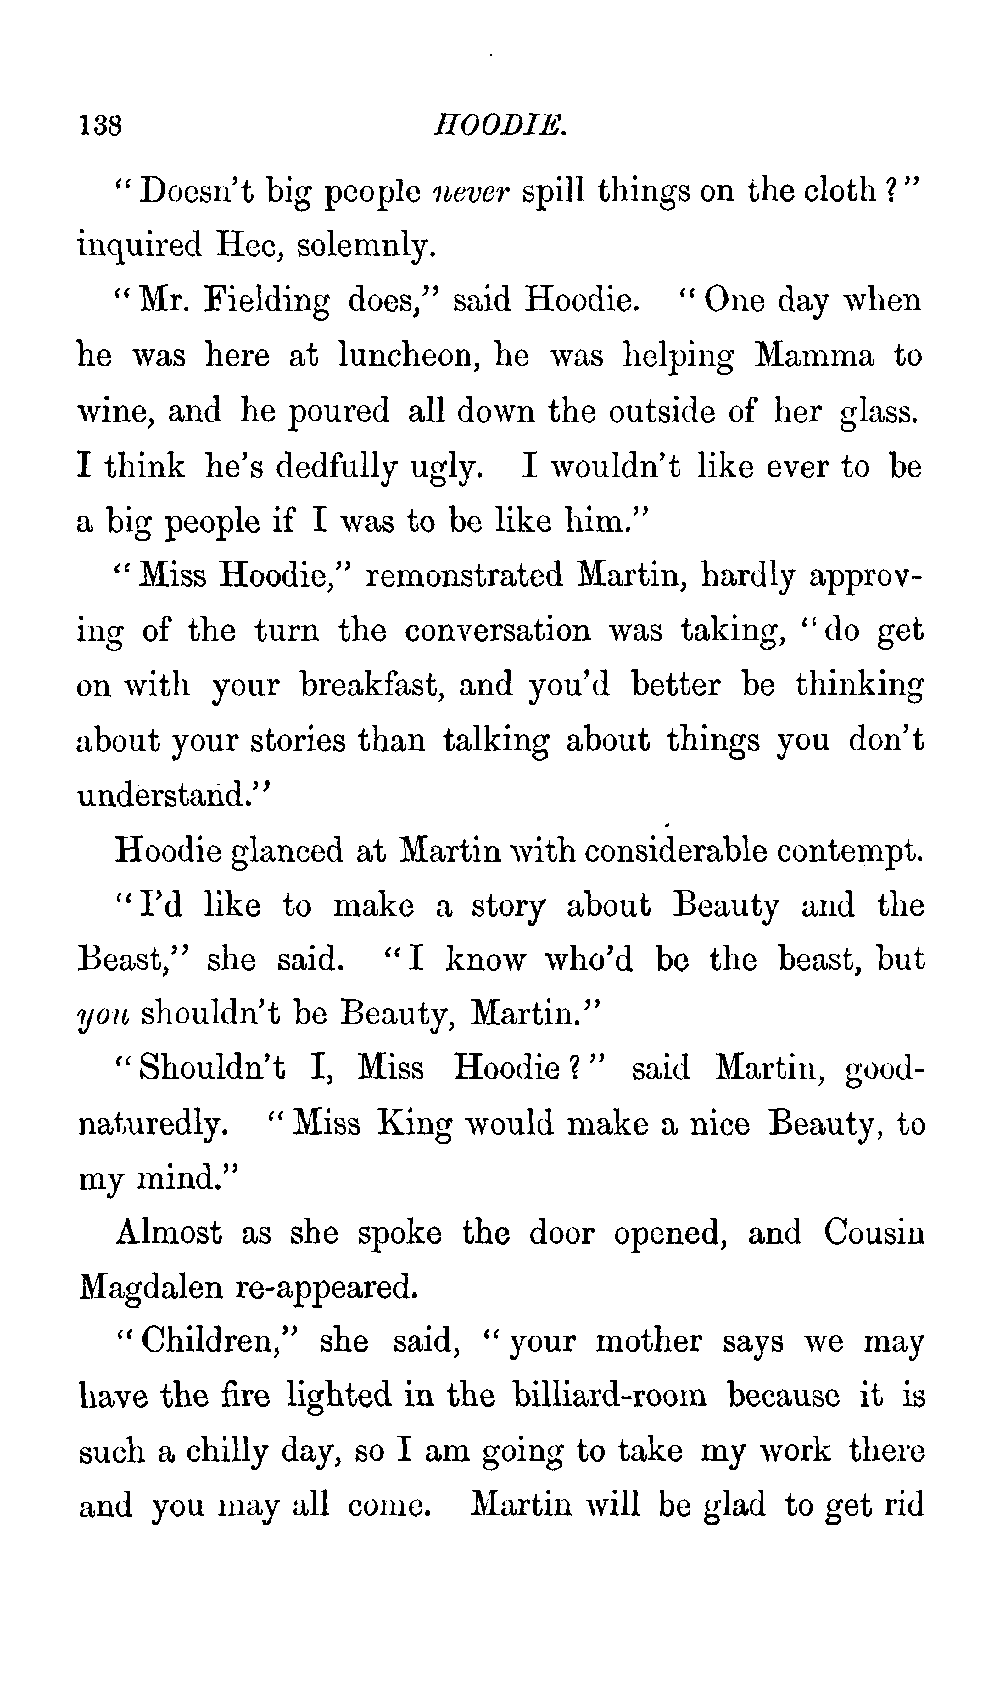 138 HOODIE.
“Doesn’t big people never spill things on the cloth?”
inquired Hec, solemnly.
“Mr. Fielding does,” said Hoodie. “One day when
he was here at luncheon, he was helping Mamma to
wine, and he poured all down the outside of her glass.
I think he’s dedfully ugly. I wouldn’t like ever to be
a big people if I was to be like him.”
“Miss Hoodie,” remonstrated Martin, hardly approv-
ing of the turn the conversation was taking, “do get
on with your breakfast, and you’d better be thinking
about your stories than talking about things you don’t
understand.”
Hoodie glanced at Martin with considerable contempt.
“I’d like to make a story about Beauty and the
Beast,” she said. “I know who’d be the beast, but
you shouldn’t be Beauty, Martin.”
“Shouldn’t I, Miss Hoodie?” said Martin, good-
naturedly. “Miss King would make a nice Beauty, to
my mind.”
Almost as she spoke the door opened, and Cousin
Magdalen re-appeared.
“Children,” she said, “your mother says we may
have the fire lighted in the billiard-room because it is
such a chilly day, so I am going to take my work there
and you may all come. Martin will be glad to get rid